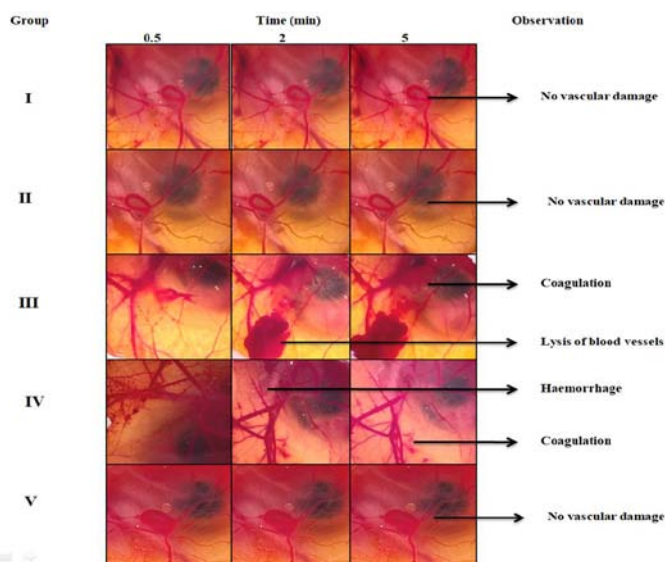 Group Time (min) Observation
0.5 2 5
I No vascular damage
II No vascular damage
III Coagulation
Lysis of blood vessels
IV Haemorrhage
Coagulation
V No vascular damage